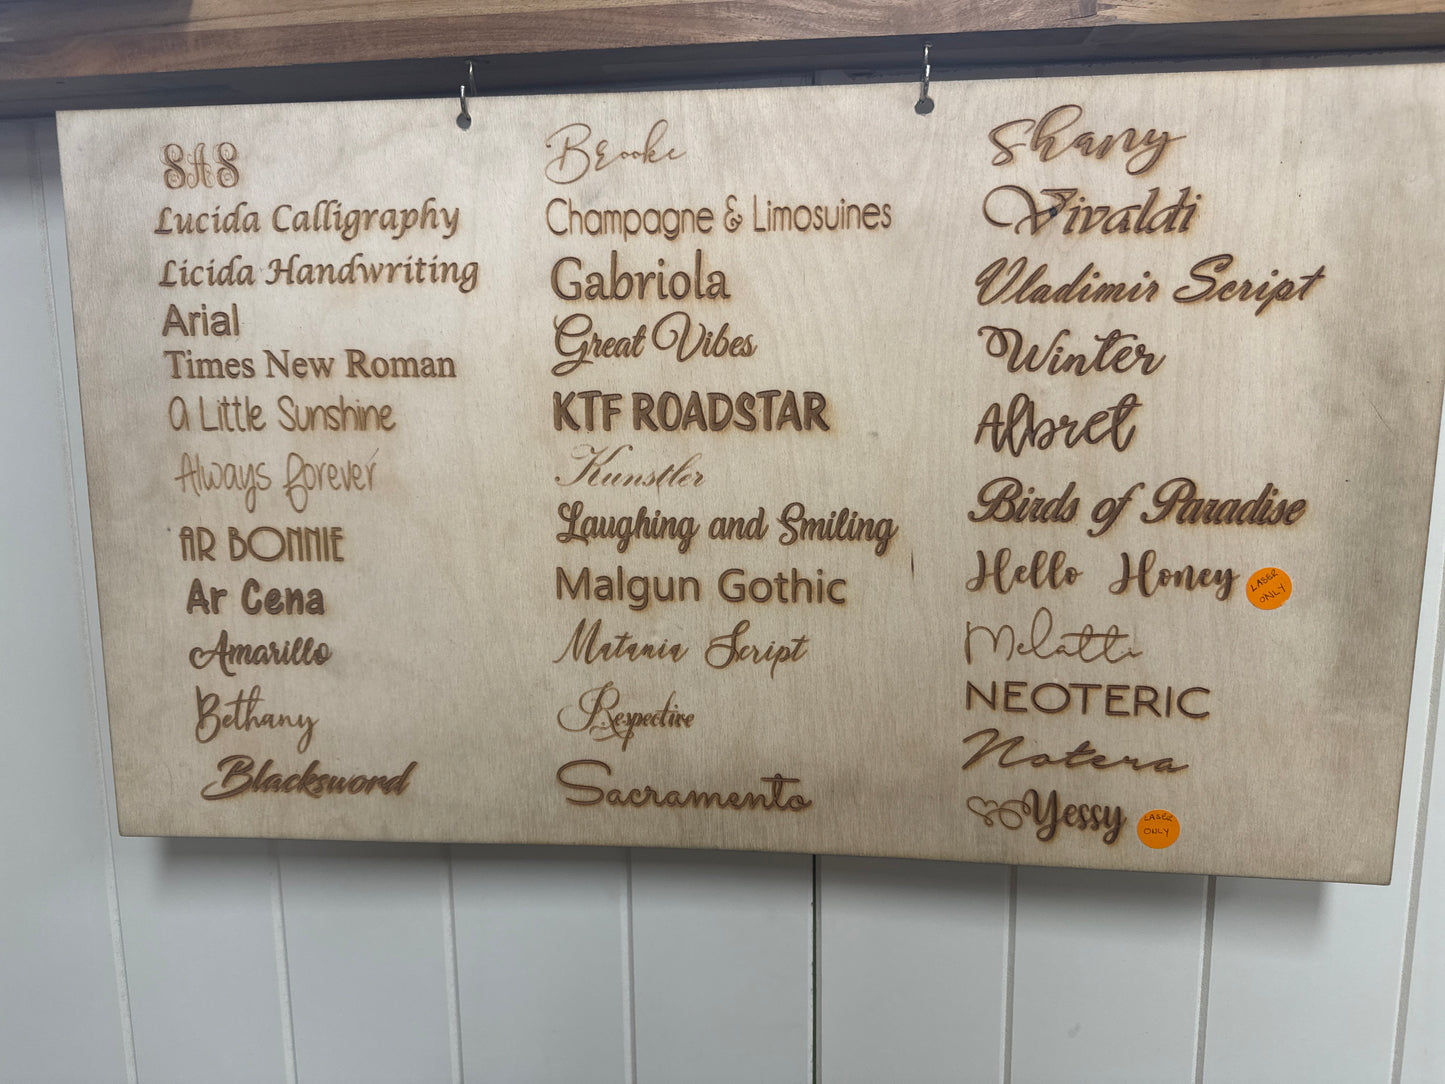 SAS
Lucida Calligraphy
Licida Handwriting
Arial
Times New Roman
A Little Sunshine
Always forever
AR BONNIE
Ar Cena
Amarillo
Bethany
Blacksword
Brooke
Champagne & Limosuines
Gabriola
Great Vibes
KTF ROADSTAR
Kunstler
Laughing and Smiling
Malgun Gothic
Matania Script
Respective
Sacramento
Shany
Vivaldi
Vladimir Script
Winter
Albret
Birds of Paradise
Hello Honey
LASER
ONLY
Melatti
NEOTERIC
Notera
Yessy
LASER
ONLY